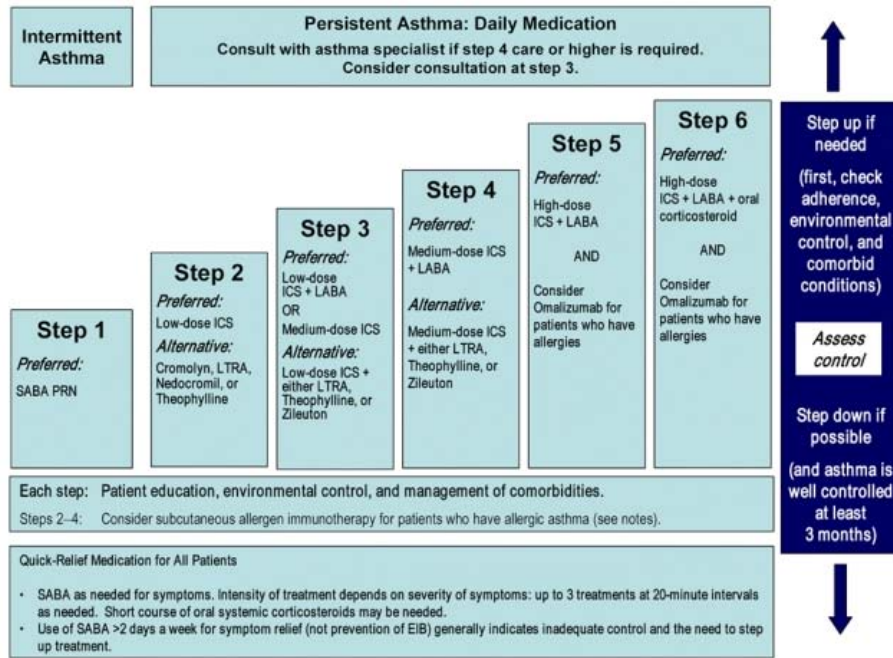 Intermittent
Asthma
Persistent Asthma: Daily Medication
Consult with asthma specialist if step 4 care or higher is required.
Consider consultation at step 3.
Step 1
Preferred:
SABA PRN
Step 2
Preferred:
Low-dose ICS
Alternative:
Cromolyn, LTRA,
Nedocromil, or
Theophylline
Step 3
Preferred:
Low-dose
ICS + LABA
OR
Medium-dose ICS
Alternative:
Low-dose ICS +
either LTRA,
Theophylline, or
Zileuton
Step 4
Preferred:
Medium-dose ICS
+ LABA
Alternative:
Medium-dose ICS
+ either LTRA,
Theophylline, or
Zileuton
Step 5
Preferred:
High-dose
ICS + LABA
AND
Consider
Omalizumab for
patients who have
allergies
Step 6
Preferred:
High-dose
ICS + LABA + oral
corticosteroid
AND
Consider
Omalizumab for
patients who have
allergies
Step up if
needed
(first, check
adherence,
environmental
control, and
comorbid
conditions)
Assess
control
Step down if
possible
(and asthma is
well controlled
at least
3 months)
Each step: Patient education, environmental control, and management of comorbidities.
Steps 2–4: Consider subcutaneous allergen immunotherapy for patients who have allergic asthma (see notes).
Quick-Relief Medication for All Patients
• SABA as needed for symptoms. Intensity of treatment depends on severity of symptoms: up to 3 treatments at 20-minute intervals
as needed. Short course of oral systemic corticosteroids may be needed.
• Use of SABA >2 days a week for symptom relief (not prevention of EIB) generally indicates inadequate control and the need to step
up treatment.